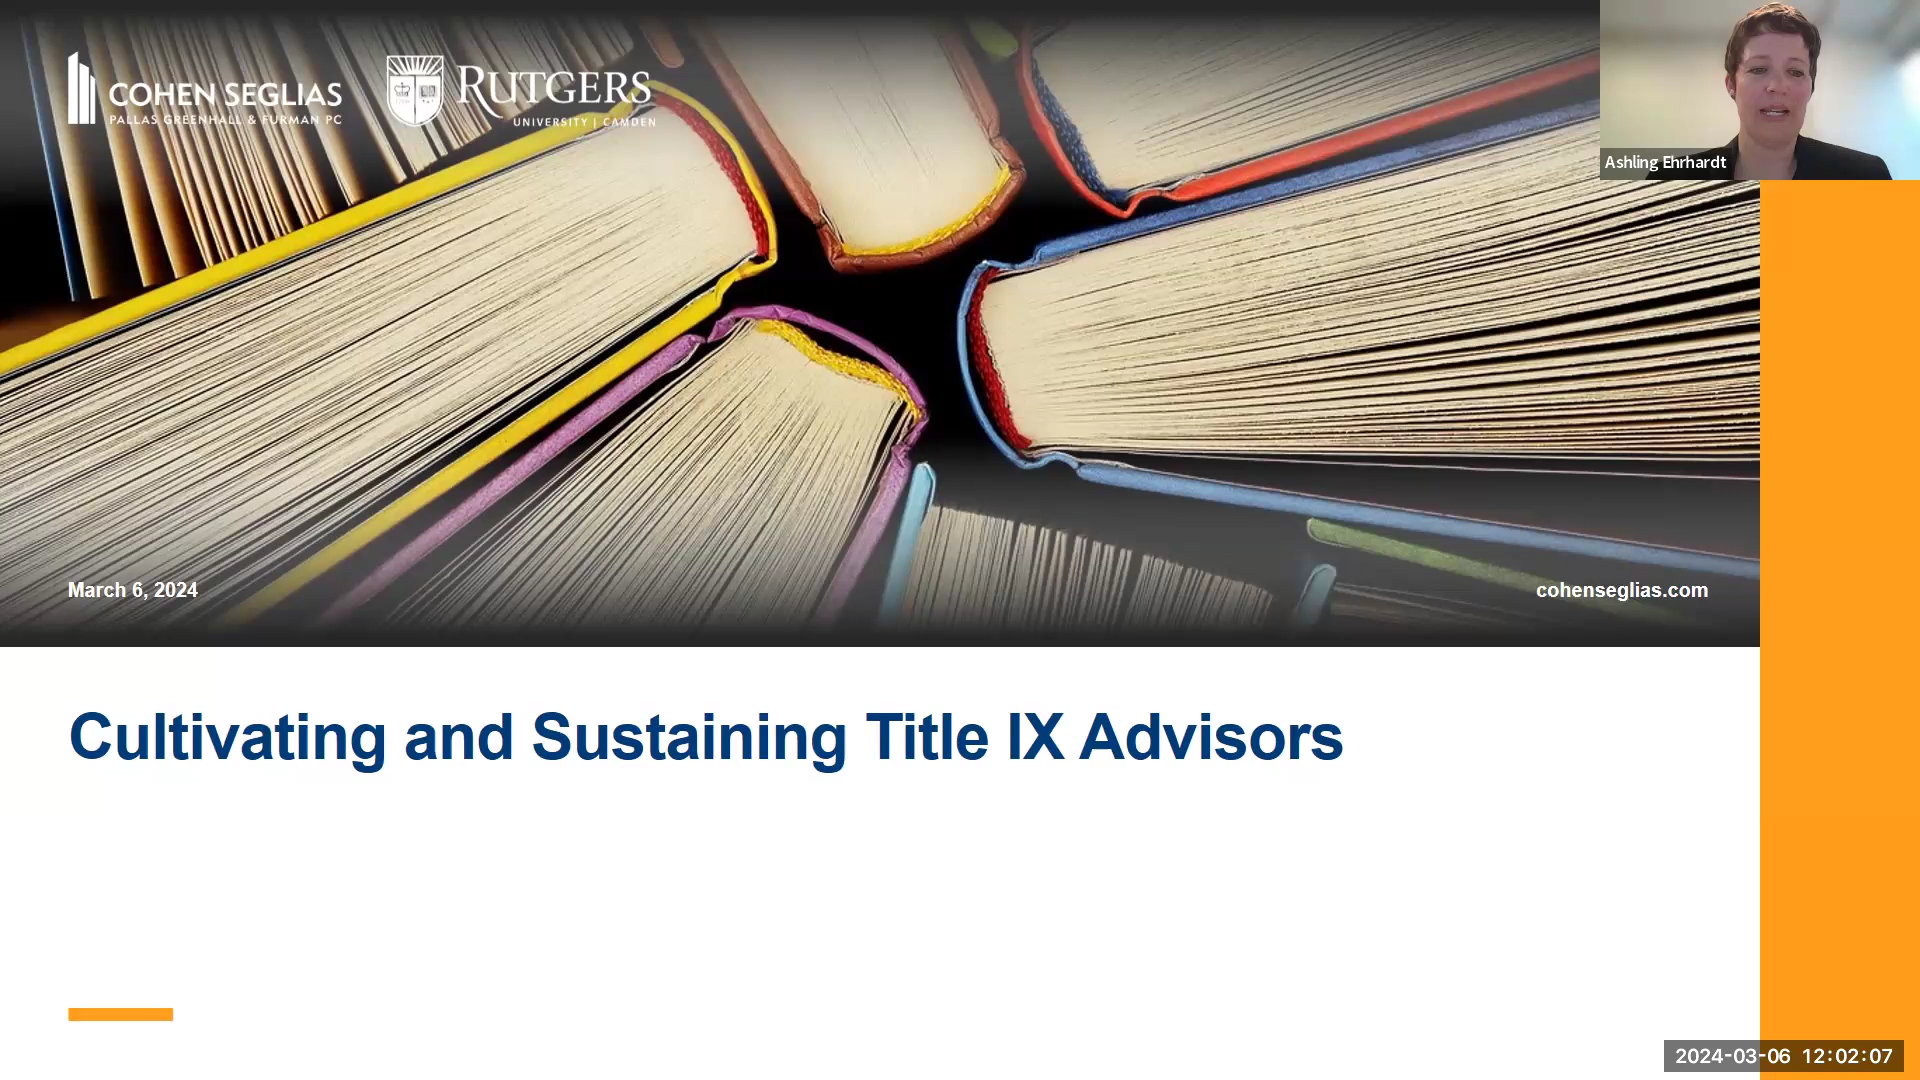 COHEN SEGLIAS
PALLAS GREENHALL & FURMAN PC
RUTGERS
UNIVERSITY | CAMDEN
Ashling Ehrhardt
March 6, 2024
cohenseglias.com
Cultivating and Sustaining Title IX Advisors
2024-03-06 12:02:07